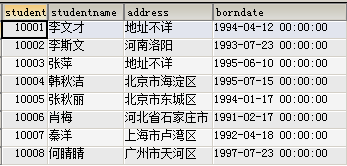 student studentname address borndate
10001 李文才 地址不详 1994-04-12 00:00:00
10002 李斯文 河南洛阳 1993-07-23 00:00:00
10003 张萍 地址不详 1995-06-10 00:00:00
10004 韩秋洁 北京市海淀区 1995-07-15 00:00:00
10005 张秋丽 北京市东城区 1994-01-17 00:00:00
10006 肖梅 河北省石家庄市 1991-02-17 00:00:00
10007 秦洋 上海市卢湾区 1992-04-18 00:00:00
10008 何睛睛 广州市天河区 1997-07-23 00:00:00